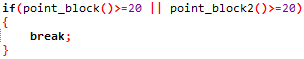 if(point_block()>=20 || point_block2()>=20)
{
break;
}